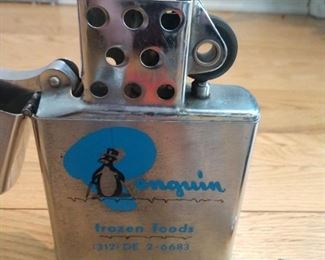 Penguin
frozen foods
(312) DE 2-6683